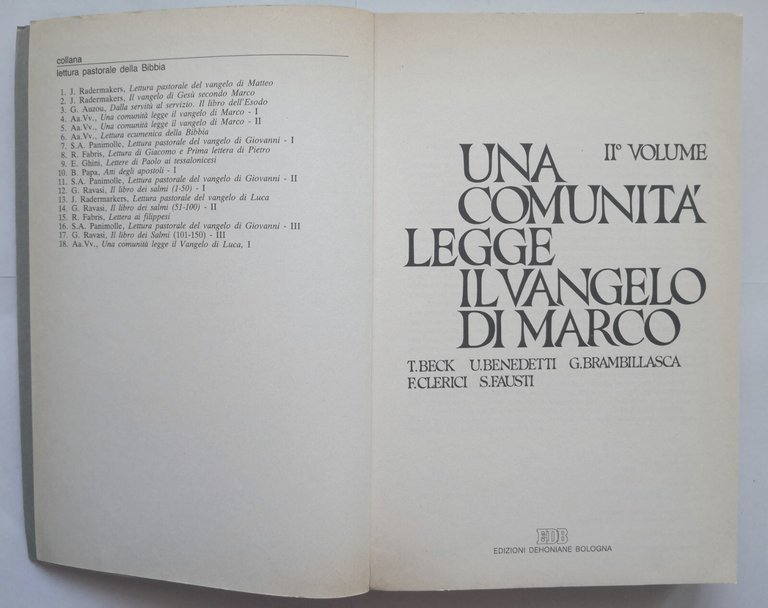 collana
lettura pastorale della Bibbia
1. J. Radermakers, Lettura pastorale del vangelo di Matteo
2. J. Radermakers, Il vangelo di Gesù secondo Marco
3. G. Auzou, Dalla servitù al servizio. Il libro dell'Esodo
4. Aa.Vv., Una comunità legge il vangelo di Marco - I
5. Aa.Vv., Una comunità legge il vangelo di Marco - II
6. Aa.Vv., Lettura ecumenica della Bibbia
7. S.A. Panimolle, Lettura pastorale del vangelo di Giovanni - I
8. R. Fabris, Lettura di Giacomo e Prima lettera di Pietro
9. E. Ghini, Lettere di Paolo ai tessalonicesi
10. B. Papa, Atti degli apostoli - I
11. S.A. Panimolle, Lettura pastorale del vangelo di Giovanni - II
12. G. Ravasi, Il libro dei salmi (1-50) - I
13. J. Radermarkers, Lettura pastorale del vangelo di Luca
14. G. Ravasi, Il libro dei salmi (51-100) - II
15. R. Fabris, Lettera ai filippesi
16. S.A. Panimolle, Lettura pastorale del vangelo di Giovanni - III
17. G. Ravasi, Il libro dei Salmi (101-150) - III
18. Aa.Vv., Una comunità legge il Vangelo di Luca, I
IIº VOLUME
UNA
COMUNITÁ
LEGGE
IL VANGELO
DI MARCO
T.BECK U.BENEDETTI G.BRAMBILLASCA
F.CLERICI S.FAUSTI
EDB
EDIZIONI DEHONIANE BOLOGNA